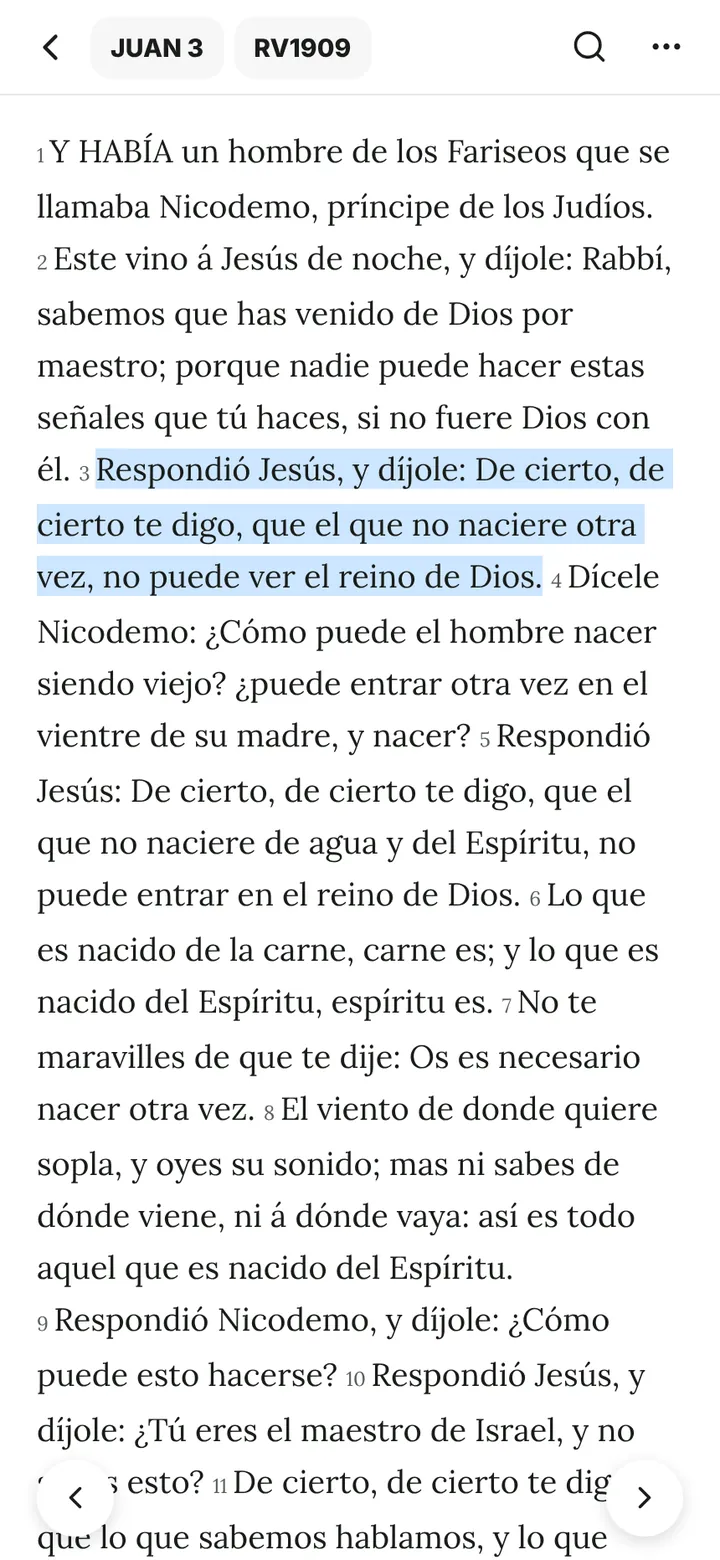 JUAN 3 RV1909
1 Y HABÍA un hombre de los Fariseos que se
llamaba Nicodemo, príncipe de los Judíos.
2 Este vino á Jesús de noche, y díjole: Rabbí,
sabemos que has venido de Dios por
maestro; porque nadie puede hacer estas
señales que tú haces, si no fuere Dios con
él. 3 Respondió Jesús, y díjole: De cierto, de
cierto te digo, que el que no naciere otra
vez, no puede ver el reino de Dios. 4 Dícele
Nicodemo: ¿Cómo puede el hombre nacer
siendo viejo? ¿puede entrar otra vez en el
vientre de su madre, y nacer? 5 Respondió
Jesús: De cierto, de cierto te digo, que el
que no naciere de agua y del Espíritu, no
puede entrar en el reino de Dios. 6 Lo que
es nacido de la carne, carne es; y lo que es
nacido del Espíritu, espíritu es. 7 No te
maravilles de que te dije: Os es necesario
nacer otra vez. 8 El viento de donde quiere
sopla, y oyes su sonido; mas ni sabes de
dónde viene, ni á dónde vaya: así es todo
aquel que es nacido del Espíritu.
9 Respondió Nicodemo, y díjole: ¿Cómo
puede esto hacerse? 10 Respondió Jesús, y
díjole: ¿Tú eres el maestro de Israel, y no
esto? 11 De cierto, de cierto te dig
que lo que sabemos hablamos, y lo que